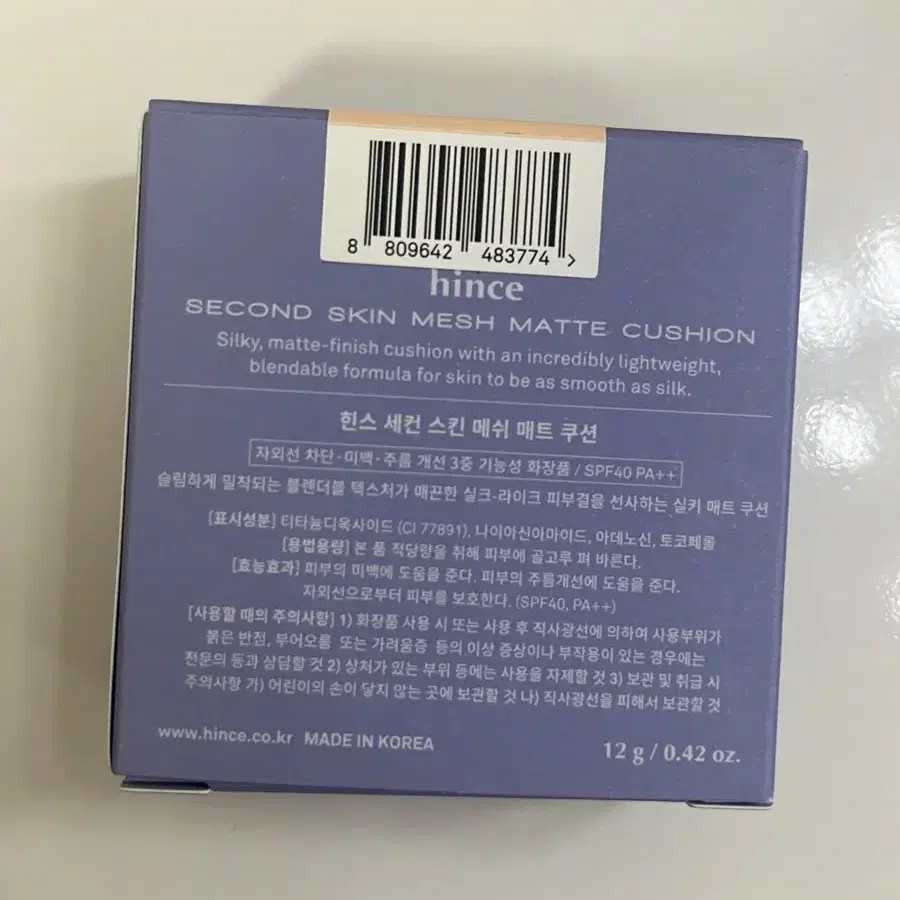 8 809642 483774 >
hince
SECOND SKIN MESH MATTE CUSHION
Silky, matte-finish cushion with an incredibly lightweight,
blendable formula for skin to be as smooth as silk.
힌스 세컨 스킨 메쉬 매트 쿠션
자외선 차단·미백·주름 개선 3중 기능성 화장품 / SPF40 PA++
슬림하게 밀착되는 블렌더블 텍스처가 매끈한 실크-라이크 피부결을 선사하는 실키 매트 쿠션
[표시성분] 티타늄디옥사이드 (CI 77891), 나이아신아마이드, 아데노신, 토코페롤
[용법용량] 본 품 적당량을 취해 피부에 골고루 펴 바른다.
[효능효과] 피부의 미백에 도움을 준다. 피부의 주름개선에 도움을 준다.
자외선으로부터 피부를 보호한다. (SPF40, PA++)
[사용할 때의 주의사항] 1) 화장품 사용 시 또는 사용 후 직사광선에 의하여 사용부위가
붉은 반점, 부어오름 또는 가려움증 등의 이상 증상이나 부작용이 있는 경우에는
전문의 등과 상담할 것 2) 상처가 있는 부위 등에는 사용을 자제할 것 3) 보관 및 취급 시
주의사항 가) 어린이의 손이 닿지 않는 곳에 보관할 것 나) 직사광선을 피해서 보관할 것
www.hince.co.kr MADE IN KOREA
12 g / 0.42 oz.